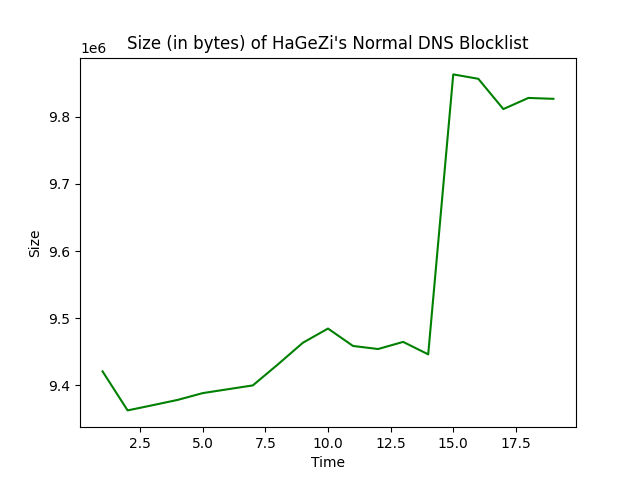 Size (in bytes) of HaGeZi's Normal DNS Blocklist
1e6
9.8
9.7
9.6
9.5
9.4
Size
2.5 5.0 7.5 10.0 12.5 15.0 17.5
Time